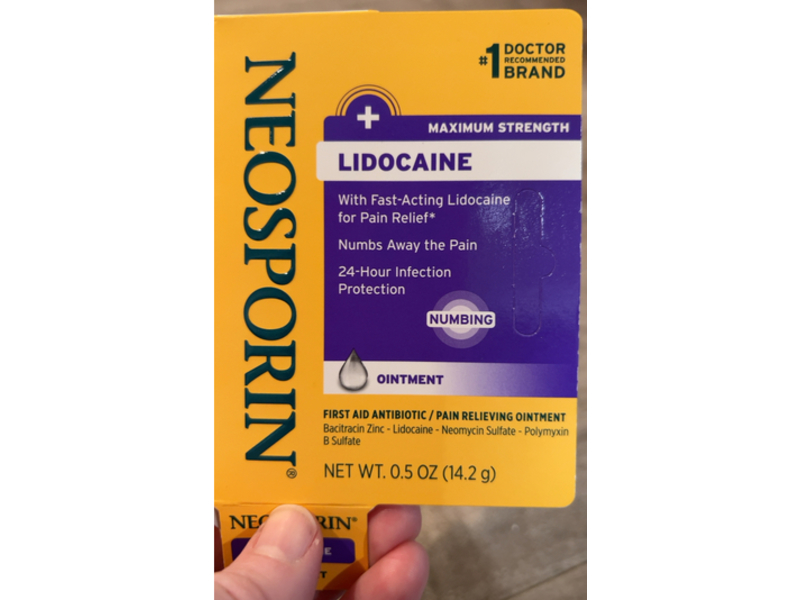 NEOSPORIN®
#1 DOCTOR
RECOMMENDED
BRAND
MAXIMUM STRENGTH
LIDOCAINE
With Fast-Acting Lidocaine
for Pain Relief*
Numbs Away the Pain
24-Hour Infection
Protection
NUMBING
OINTMENT
FIRST AID ANTIBIOTIC / PAIN RELIEVING OINTMENT
Bacitracin Zinc - Lidocaine - Neomycin Sulfate - Polymyxin
B Sulfate
NET WT. 0.5 OZ (14.2 g)